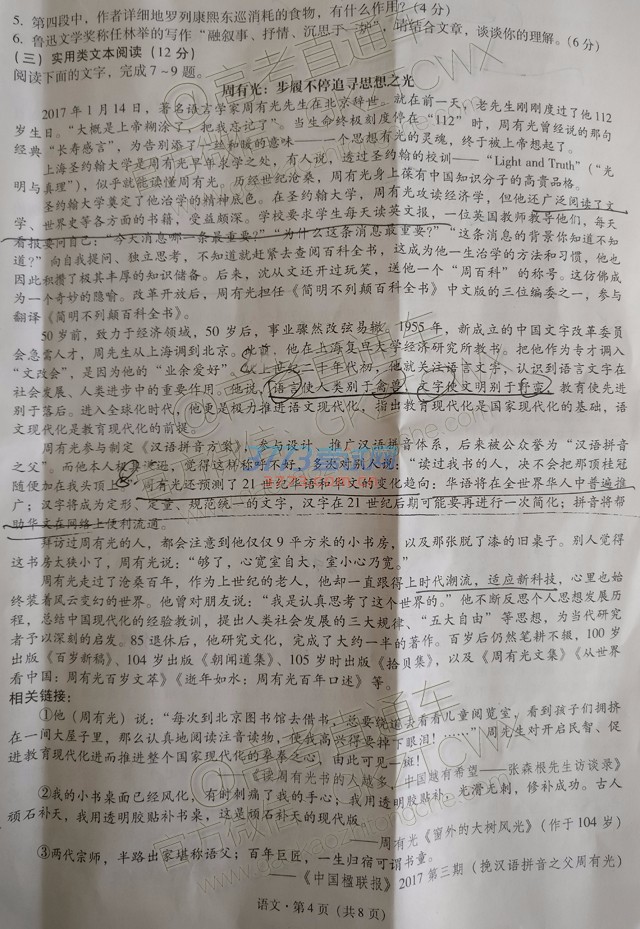 5. 第四段中，作者详细地罗列康熙东巡消耗的食物，有什么作用？(4分)
6. 鲁迅文学奖称任林举的写作“融叙事、抒情、沉思于一炉”，请结合文章，谈谈你的理解。(6分)
(三) 实用类文本阅读 (12分)
阅读下面的文字，完成7～9题。
周有光：步履不停追寻思想之光
2017年1月14日，著名语言学家周有光先生在北京辞世。就在前一天，老先生刚刚度过了他112
岁生日。“大概是上帝糊涂了，把我忘记了”。当生命终极刻度停在“112”时，周有光曾经说的那句
经典“长寿感言”，为告别添了一丝和暖的意味——一个思想有光的灵魂，终于被上帝想起了。
上海圣约翰大学是周有光早年求学之处，有人说，透过圣约翰的校训——“Light and Truth”(“光
明与真理”)，似乎就能读懂周有光。历经世纪沧桑，周有光身上葆有中国知识分子的高贵品格。
圣约翰大学奠定了他治学的精神底色。在圣约翰大学，周有光攻读经济学，但他还广泛阅读了文
学、世界史等各方面的书籍，受益颇深。学校要求学生每天读英文报，一位英国教师教导他们，每天
看报要问自己：“今天消息哪一条最重要？”“为什么这条消息最重要？”“这条消息的背景你知道不知
道？”向自我提问、独立思考，不知道就赶紧去查阅百科全书，这成为他一生治学的方法和习惯，他也
因此积攒了极其丰厚的知识储备。后来，沈从文还开过玩笑，送他一个“周百科”的称号。这仿佛成
为一个奇妙的隐喻。改革开放后，周有光担任《简明不列颠百科全书》中文版的三位编委之一，参与
翻译《简明不列颠百科全书》
50岁前，致力于经济领域，50岁后，事业骤然改弦易辙。1955年，新成立的中国文字改革委员
会急需人才，周先生从上海调到北京。此前，他在上海复旦大学经济研究所教书。把他作为专才调入
“文改会”，是因为他的“业余爱好”。从上世纪二十年代初，他就关注语言文字，认识到语言文字在
社会发展、人类进步中的重要作用。他说，语言使人类别于禽兽，文字使文明别于野蛮，教育使先进
别于落后。进入全球化时代，他更是极力推进语文现代化，指出教育现代化是国家现代化的基础，语
文现代化是教育现代化的前提。
周有光参与制定《汉语拼音方案》，参与设计、推广汉语拼音体系，后来被公众誉为“汉语拼音
之父”。而他本人极其谦逊，觉得这样称呼不好，多次对别人说：“读过我书的人，决不会把那顶桂冠
随便加在我头顶上。”周有光还预测了21世纪华语和华文的变化趋向：华语将在全世界华人中普遍推
广；汉字将成为定形、定量、规范统一的文字，汉字在21世纪后期可能要再进行一次简化；拼音将帮
助华文在网络上便利流通。
拜访过周有光的人，都会注意到他仅仅9平方米的小书房，以及那张脱了漆的旧桌子。别人觉得
这书房太狭小了，周有光说：“够了，心宽室自大，室小心乃宽。”
周有光走过了沧桑百年，作为上世纪的老人，他却一直跟得上时代潮流，适应新科技，心里也始
终装着风云变幻的世界。他曾对朋友说：“我是认真思考了这个世界的。”他不断反思个人思想发展历
程，总结中国现代化的经验教训，提出人类社会发展的三大规律、“五大自由”等思想，为当代研究
者予以深刻的启发。85退休后，他研究文化，完成了大约一半的著作。百岁后仍然笔耕不辍，100岁
出版《百岁新稿》、104岁出版《朝闻道集》、105岁时出版《拾贝集》，以及《周有光文集》《从世界
看中国：周有光百岁文萃》《逝年如水：周有光百年口述》等。
相关链接：
①他（周有光）说：“每次到北京图书馆去借书，总要绕道去看看儿童阅览室，看到孩子们拥挤
在一间大屋子里，那么认真地阅读注音读物，使我高兴得要掉下眼泪！……”周先生对开启民智、促
进教育现代化进而推进整个国家现代化的拳拳之心，由此可见一斑！
《读周有光书的人越多，中国越有希望——张森根先生访谈录》
②我的小书桌面已经风化，有时刺痛了我的手心，我用透明胶贴补，光滑光刺，修补成功。古人
顽石补天，我用透明胶贴补书桌，这是顽石补天的现代版。
——周有光《窗外的大树风光》(作于104岁)
③两代宗师，半路出家堪称语父；百年巨匠，一生归宿可谓书童。
——《中国楹联报》2017第三期（挽汉语拼音之父周有光）
语文·第4页（共8页）